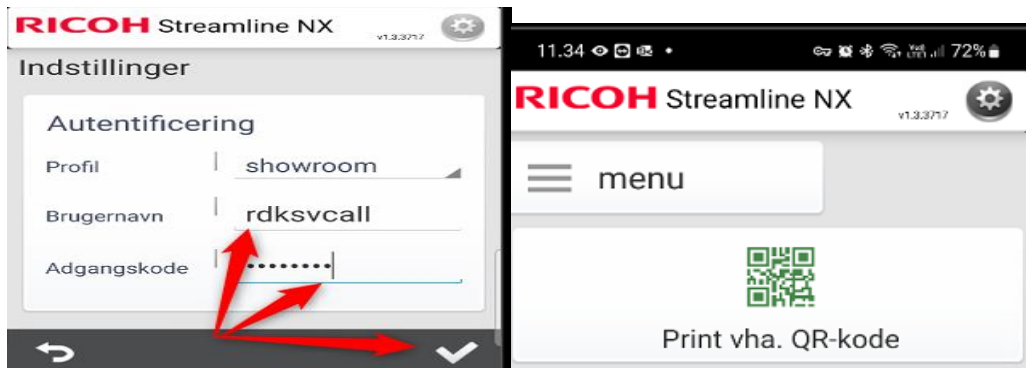 RICOH Streamline NX
v1.3.3717
Indstillinger
Autentificering
Profil showroom
Brugernavn rdksvcall
Adgangskode ••••••••
11.34
72%
RICOH Streamline NX
v1.3.3717
menu
Print vha. QR-kode